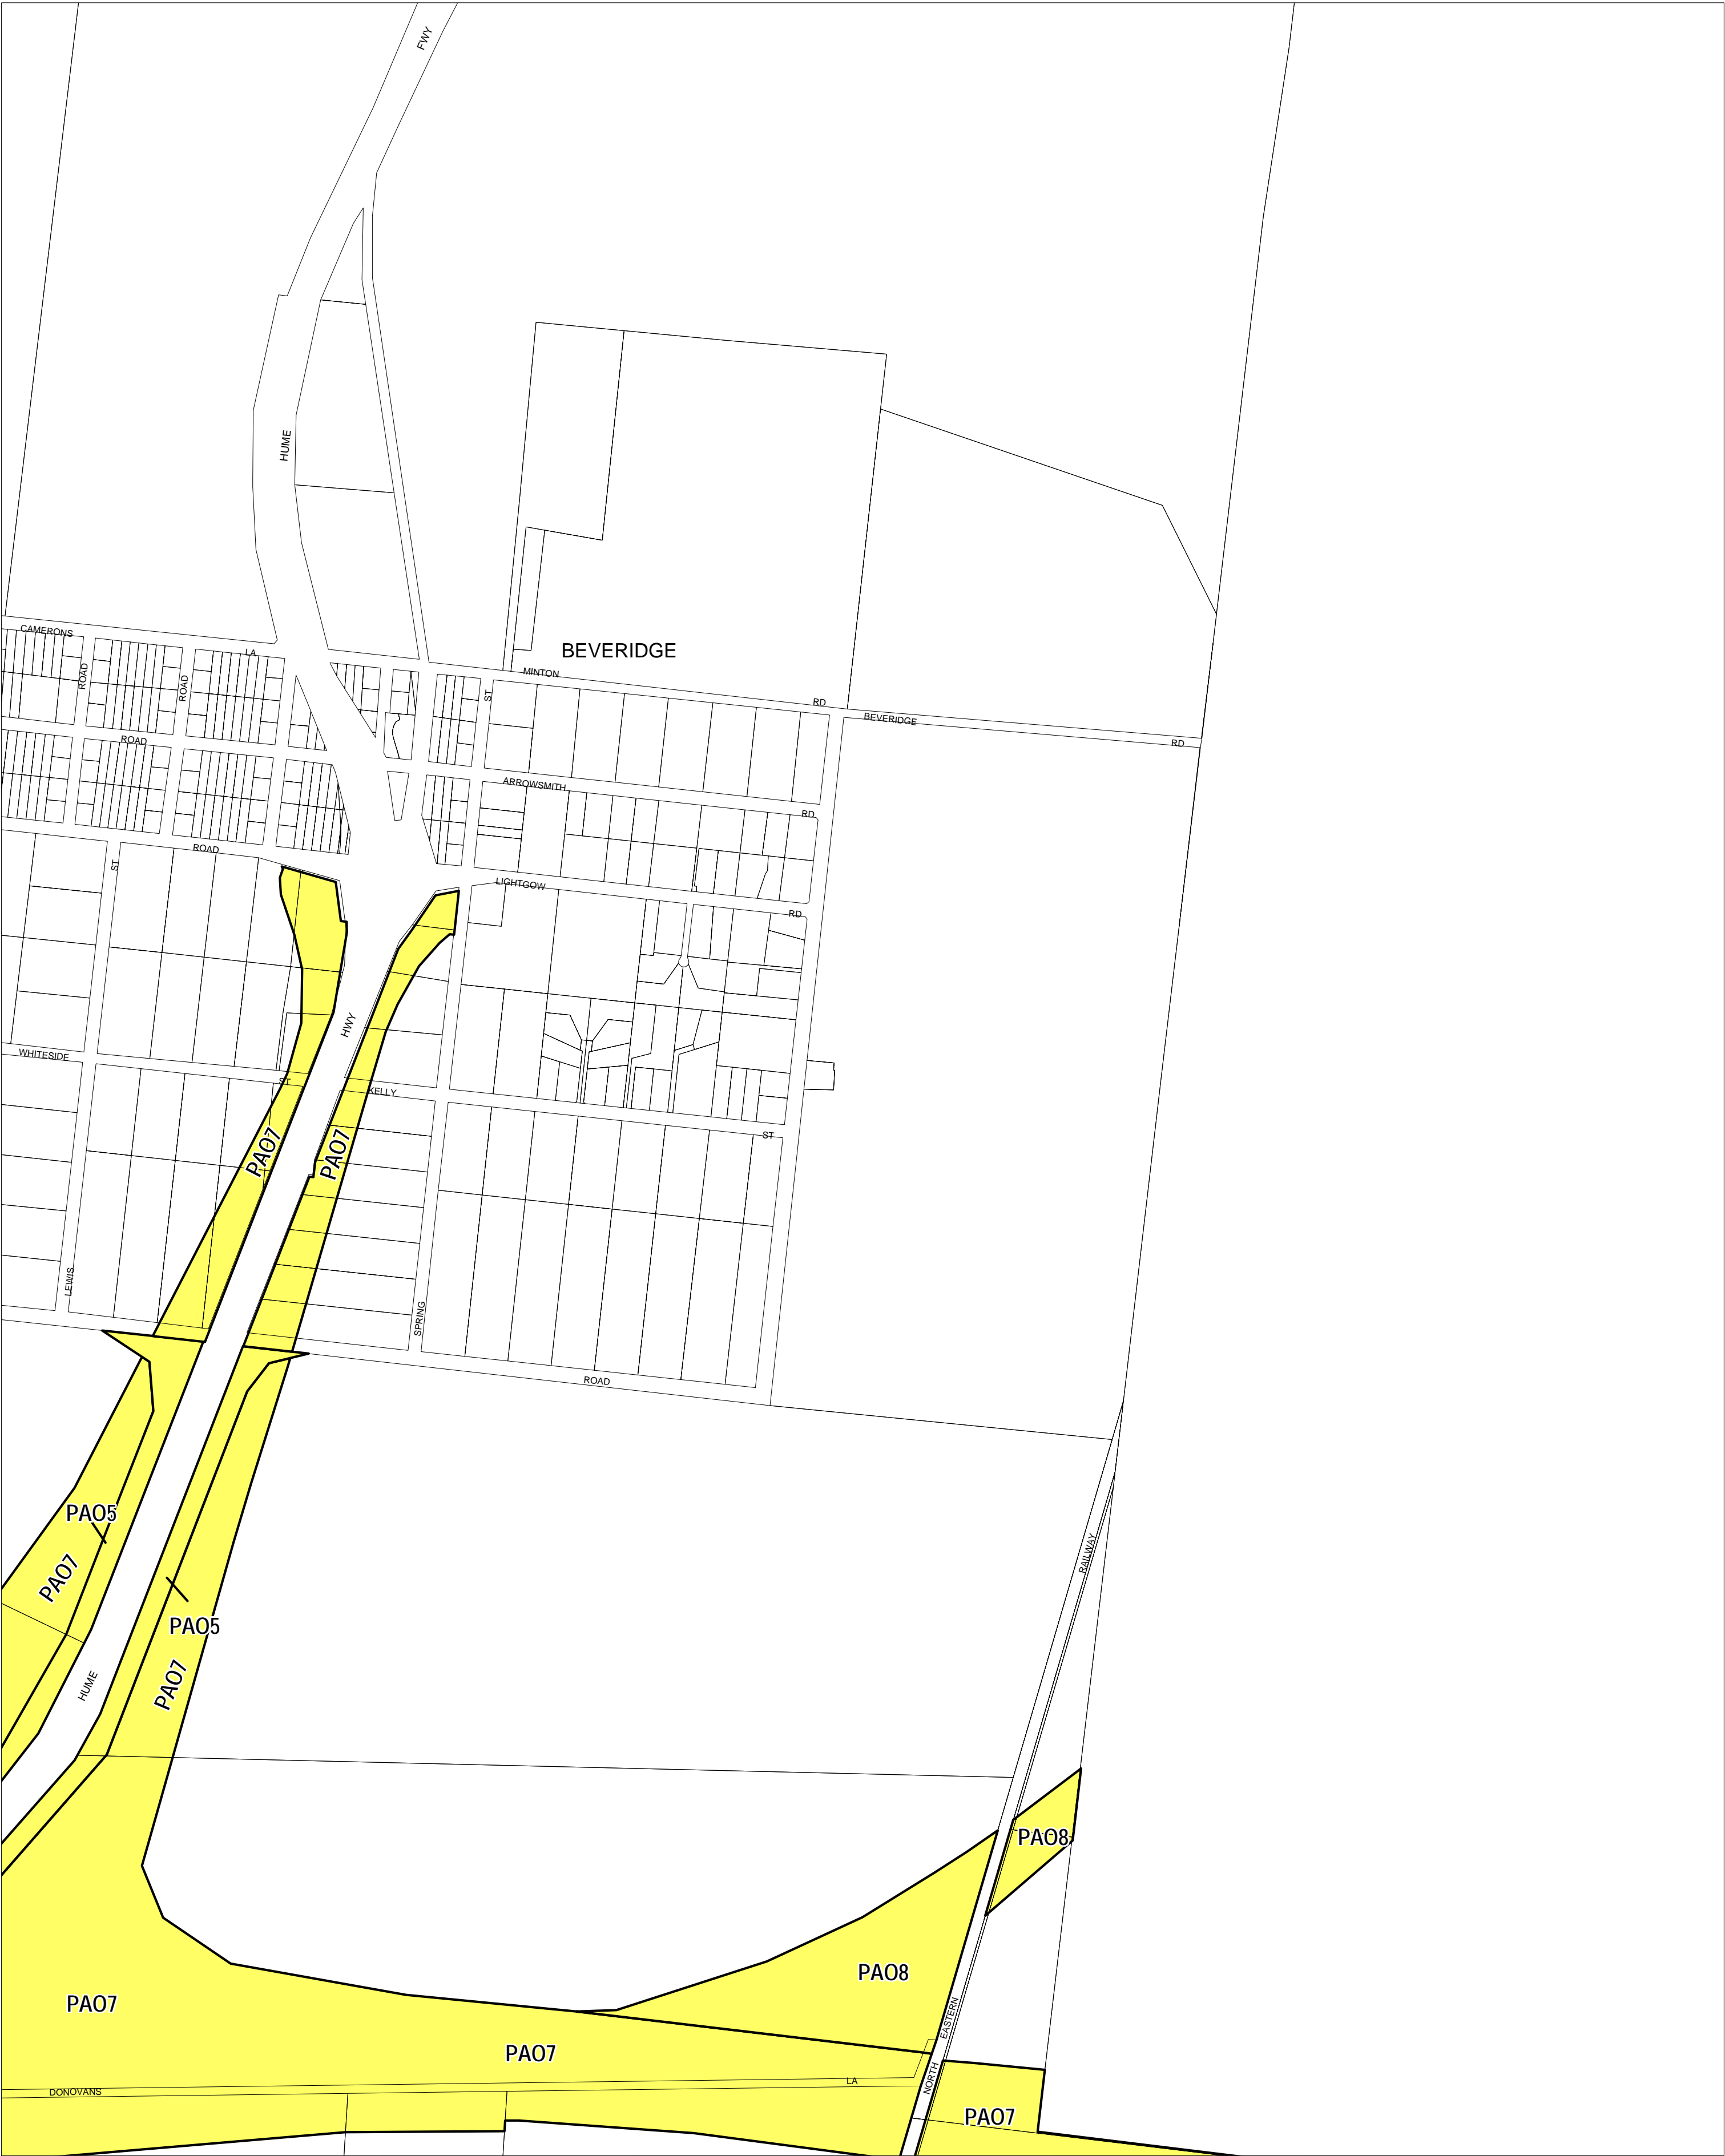 FWY
HUME
BEVERIDGE
CAMERONS
LA
MINTON
RD
BEVERIDGE
RD
ROAD
ROAD
ST
ROAD
ARROWSMITH
RD
ROAD
ST
LIGHTGOW
RD
HWY
WHITESIDE
ST
KELLY
ST
PAO7
PAO7
LEWIS
SPRING
ROAD
PAO5
PAO7
PAO5
PAO7
HUME
RAILWAY
PAO8
PAO8
PAO7
PAO7
EASTERN
NORTH
DONOVANS
LA
PAO7